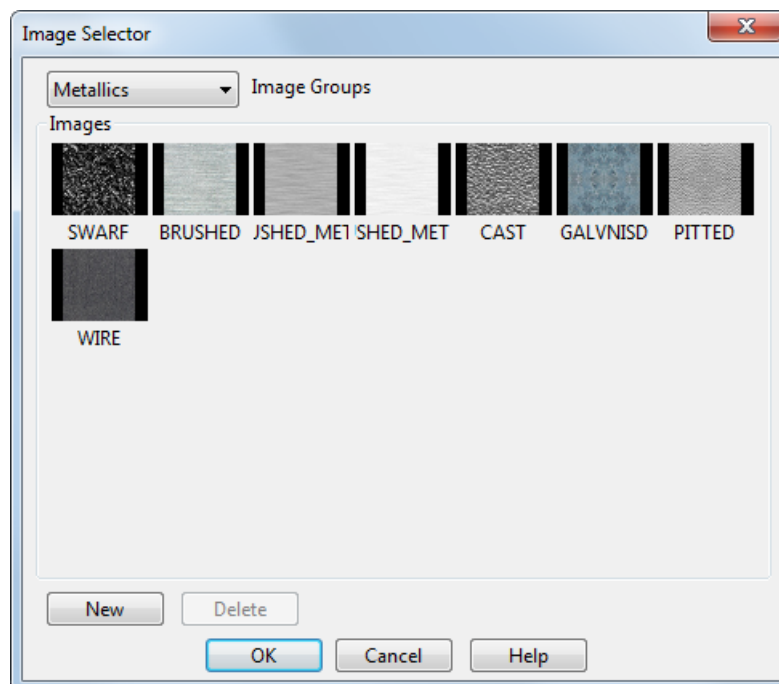 Image Selector
Metallics Image Groups
Images
SWARF BRUSHED JSHED_MET SHED_MET CAST GALVNISD PITTED
WIRE
New Delete
OK Cancel Help